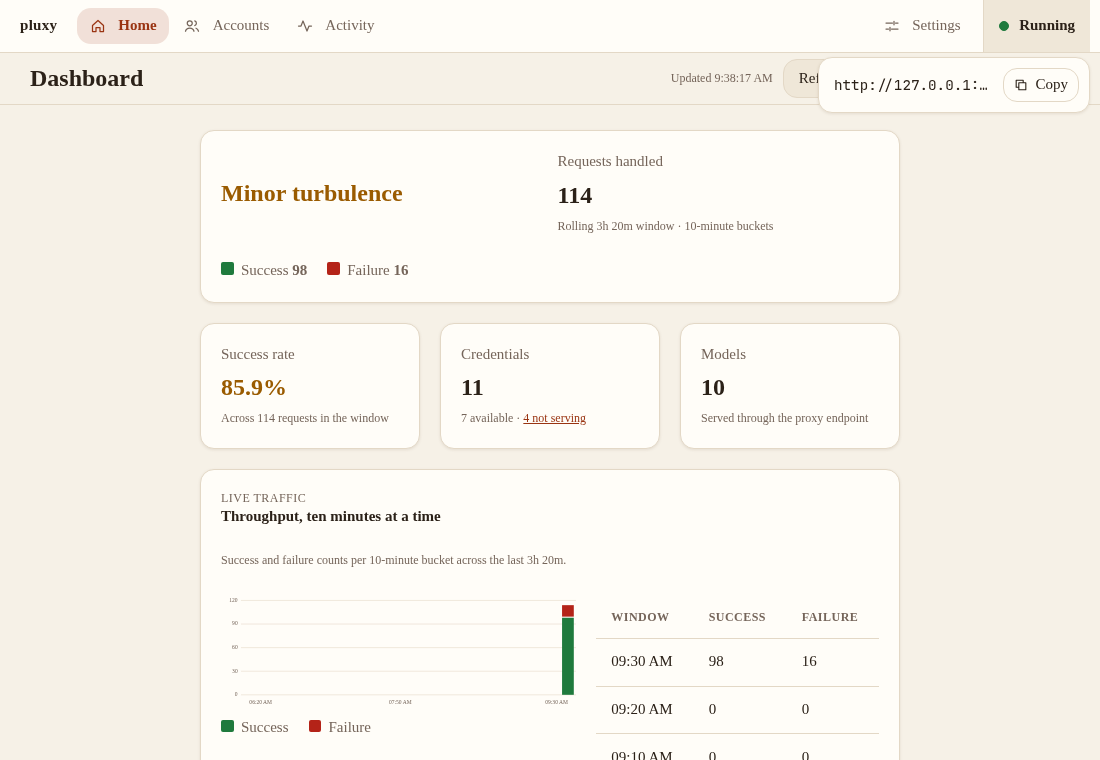 pluxy
Home
Accounts
Activity
Settings
Running
Dashboard
Updated 9:38:17 AM
Ref
http://127.0.0.1:…
Copy
Minor turbulence
Requests handled
114
Rolling 3h 20m window · 10-minute buckets
Success 98
Failure 16
Success rate
85.9%
Across 114 requests in the window
Credentials
11
7 available · 4 not serving
Models
10
Served through the proxy endpoint
LIVE TRAFFIC
Throughput, ten minutes at a time
Success and failure counts per 10-minute bucket across the last 3h 20m.
120
90
60
30
0
06:20 AM
07:50 AM
09:30 AM
Success
Failure
WINDOW SUCCESS FAILURE
09:30 AM 98 16
09:20 AM 0 0
09:10 AM 0 0